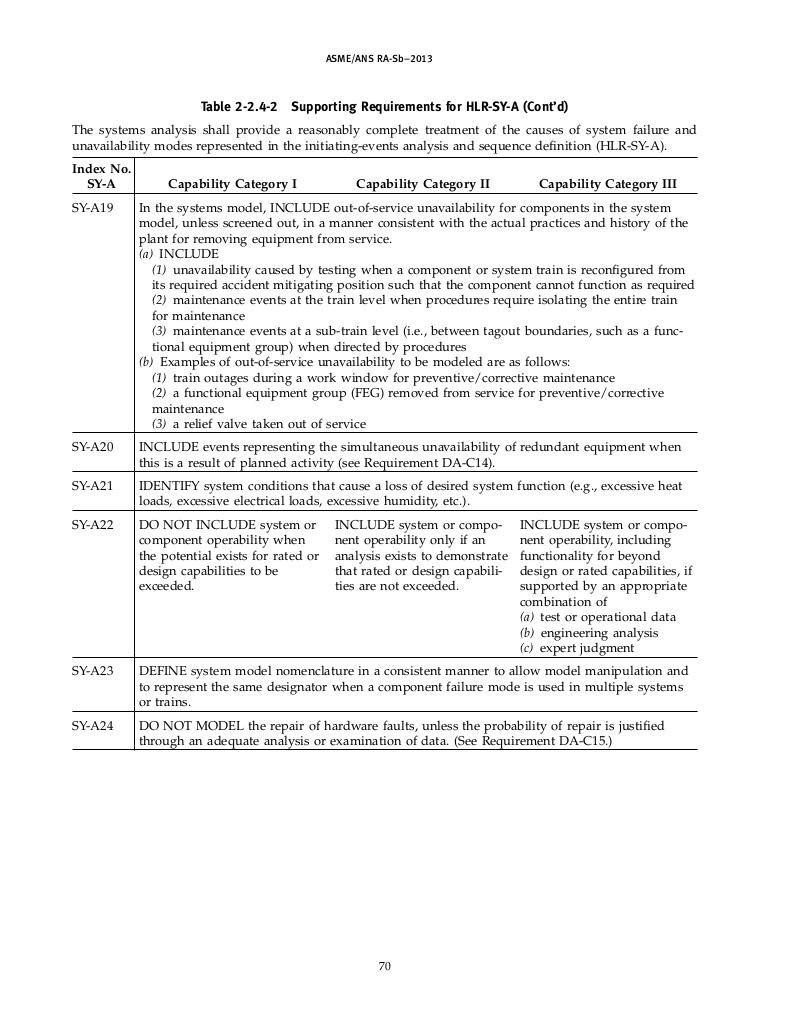 ASME/ANS RA-Sb–2013
Table 2-2.4-2 Supporting Requirements for HLR-SY-A (Cont'd)
The systems analysis shall provide a reasonably complete treatment of the causes of system failure and
unavailability modes represented in the initiating-events analysis and sequence definition (HLR-SY-A).
Index No.
SY-A Capability Category I Capability Category II Capability Category III
SY-A19 In the systems model, INCLUDE out-of-service unavailability for components in the system
model, unless screened out, in a manner consistent with the actual practices and history of the
plant for removing equipment from service.
(a) INCLUDE
(1) unavailability caused by testing when a component or system train is reconfigured from
its required accident mitigating position such that the component cannot function as required
(2) maintenance events at the train level when procedures require isolating the entire train
for maintenance
(3) maintenance events at a sub-train level (i.e., between tagout boundaries, such as a func-
tional equipment group) when directed by procedures
(b) Examples of out-of-service unavailability to be modeled are as follows:
(1) train outages during a work window for preventive/corrective maintenance
(2) a functional equipment group (FEG) removed from service for preventive/corrective
maintenance
(3) a relief valve taken out of service
SY-A20 INCLUDE events representing the simultaneous unavailability of redundant equipment when
this is a result of planned activity (see Requirement DA-C14).
SY-A21 IDENTIFY system conditions that cause a loss of desired system function (e.g., excessive heat
loads, excessive electrical loads, excessive humidity, etc.).
SY-A22 DO NOT INCLUDE system or
component operability when
the potential exists for rated or
design capabilities to be
exceeded.
INCLUDE system or compo-
nent operability only if an
analysis exists to demonstrate
that rated or design capabili-
ties are not exceeded.
INCLUDE system or compo-
nent operability, including
functionality for beyond
design or rated capabilities, if
supported by an appropriate
combination of
(a) test or operational data
(b) engineering analysis
(c) expert judgment
SY-A23 DEFINE system model nomenclature in a consistent manner to allow model manipulation and
to represent the same designator when a component failure mode is used in multiple systems
or trains.
SY-A24 DO NOT MODEL the repair of hardware faults, unless the probability of repair is justified
through an adequate analysis or examination of data. (See Requirement DA-C15.)
70